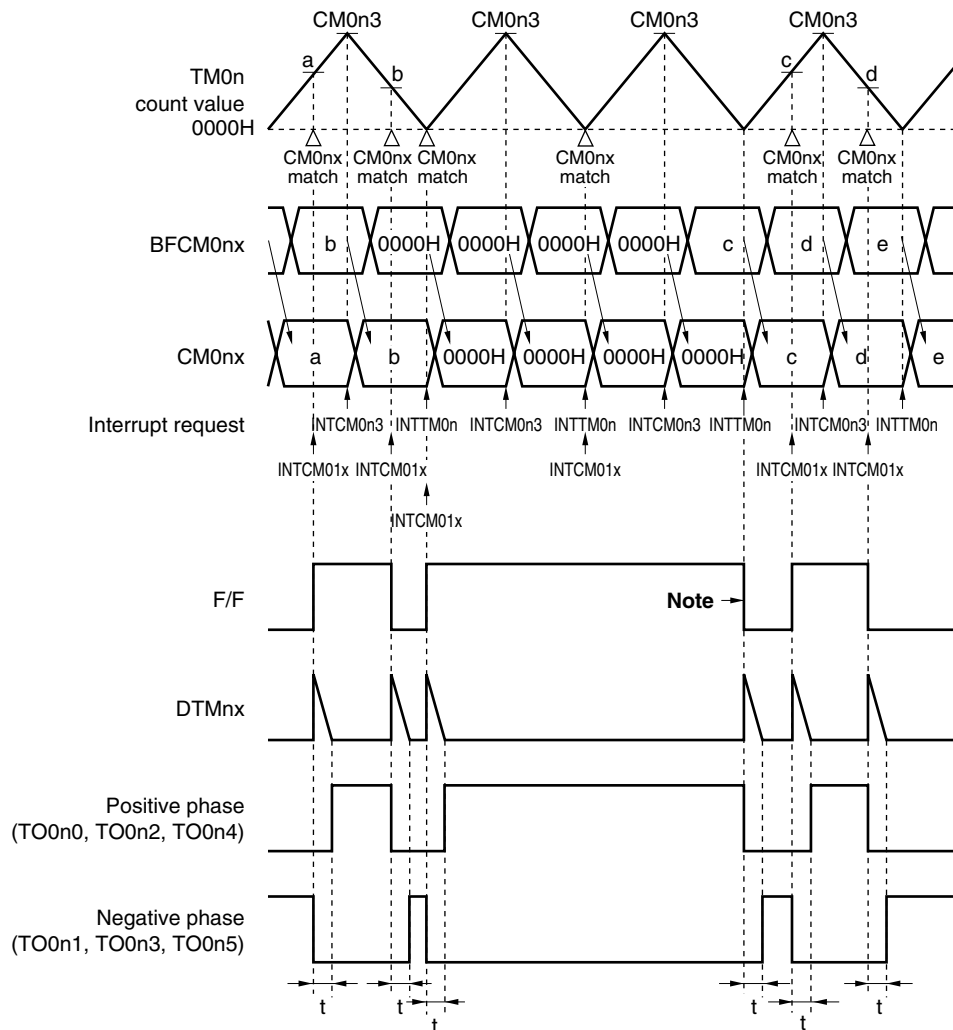 CM0n3 CM0n3 CM0n3 CM0n3
a c
b d
TM0n
count value
0000H
CM0nx CM0nx CM0nx CM0nx CM0nx CM0nx
match match match match match match
BFCM0nx b 0000H 0000H 0000H 0000H c d e
CM0nx a b 0000H 0000H 0000H 0000H c d e
Interrupt request INTCM0n3 INTTM0n INTCM0n3 INTTM0n INTCM0n3 INTTM0n INTCM0n3 INTTM0n
INTCM01x INTCM01x INTCM01x INTCM01x INTCM01x
INTCM01x
F/F Note
DTMnx
Positive phase
(TO0n0, TO0n2, TO0n4)
Negative phase
(TO0n1, TO0n3, TO0n5)
t t t t t t